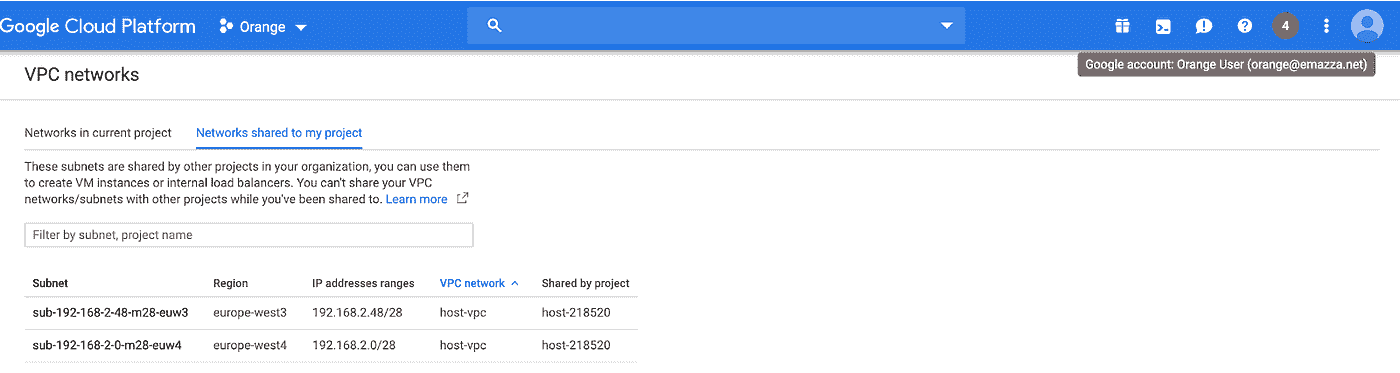 Google Cloud Platform Orange 4
Google account: Orange User (orange@emazza.net)
VPC networks
Networks in current project Networks shared to my project
These subnets are shared by other projects in your organization, you can use them
to create VM instances or internal load balancers. You can't share your VPC
networks/subnets with other projects while you've been shared to. Learn more
Filter by subnet, project name
Subnet Region IP addresses ranges VPC network Shared by project
sub-192-168-2-48-m28-euw3 europe-west3 192.168.2.48/28 host-vpc host-218520
sub-192-168-2-0-m28-euw4 europe-west4 192.168.2.0/28 host-vpc host-218520